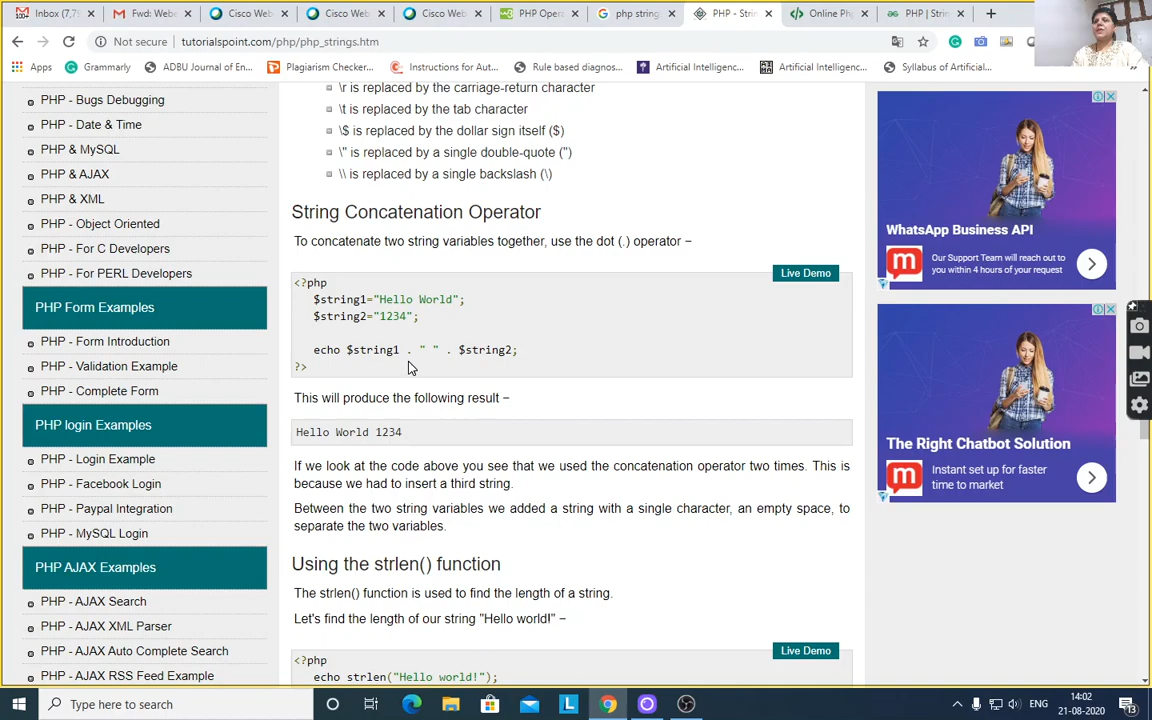 Inbox (7,7
Fwd: Webe
Cisco Web
Cisco Web
Cisco Web
PHP Oper
php string
PHP - Stri
Online Ph
PHP | Strin
Not secure
tutorialspoint.com/php/php_strings.htm
Apps
Grammarly
ADBU Journal of En...
Plagiarism Checker...
Instructions for Aut...
Rule based diagnos...
Artificial Intelligenc...
Artificial Intelligenc...
Syllabus of Artificial...
PHP - Bugs Debugging
PHP - Date & Time
PHP & MySQL
PHP & AJAX
PHP & XML
PHP - Object Oriented
PHP - For C Developers
PHP - For PERL Developers
PHP Form Examples
PHP - Form Introduction
PHP - Validation Example
PHP - Complete Form
PHP login Examples
PHP - Login Example
PHP - Facebook Login
PHP - Paypal Integration
PHP - MySQL Login
PHP AJAX Examples
PHP - AJAX Search
PHP - AJAX XML Parser
PHP - AJAX Auto Complete Search
PHP - AJAX RSS Feed Example
\r is replaced by the carriage-return character
\t is replaced by the tab character
\$ is replaced by the dollar sign itself ($)
\" is replaced by a single double-quote (")
\\ is replaced by a single backslash (\)
String Concatenation Operator
To concatenate two string variables together, use the dot (.) operator −
Live Demo
<?php
$string1="Hello World";
$string2="1234";
echo $string1 . " " . $string2;
?>
This will produce the following result −
Hello World 1234
If we look at the code above you see that we used the concatenation operator two times. This is
because we had to insert a third string.
Between the two string variables we added a string with a single character, an empty space, to
separate the two variables.
Using the strlen() function
The strlen() function is used to find the length of a string.
Let's find the length of our string "Hello world!" −
Live Demo
<?php
echo strlen("Hello world!");
WhatsApp Business API
Our Support Team will reach out to
you within 4 hours of your request
The Right Chatbot Solution
Instant set up for faster
time to market
Type here to search
ENG
14:02
21-08-2020
13